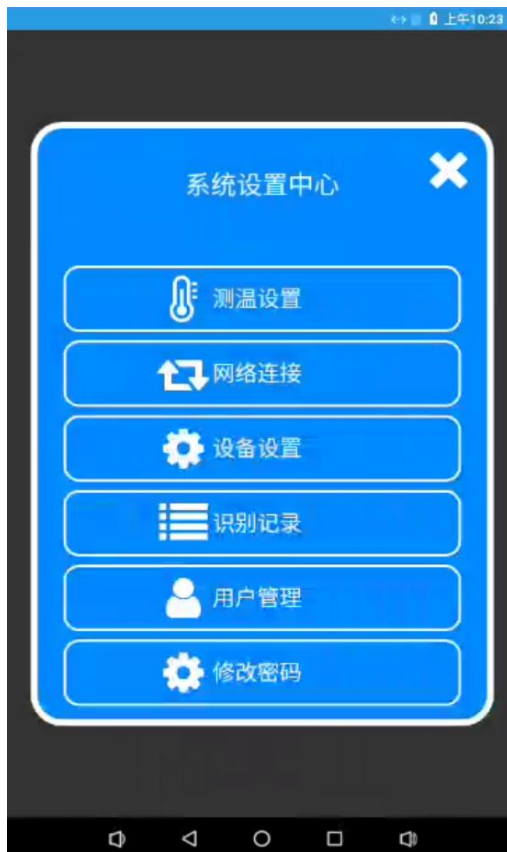 上午10:23
系统设置中心
测温设置
网络连接
设备设置
识别记录
用户管理
修改密码